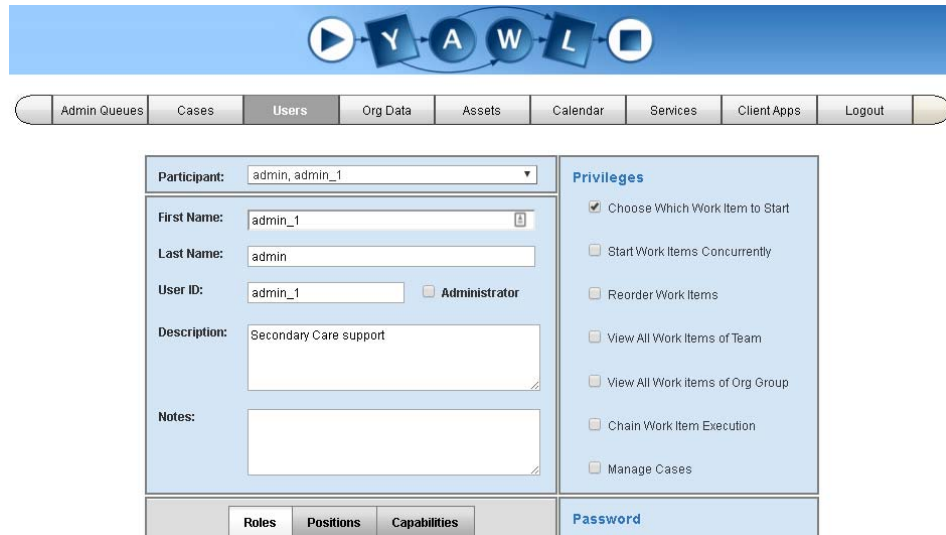 YAWL
Admin Queues Cases Users Org Data Assets Calendar Services Client Apps Logout
Participant: admin, admin_1
First Name: admin_1
Last Name: admin
User ID: admin_1 Administrator
Description: Secondary Care support
Notes:
Privileges
Choose Which Work Item to Start
Start Work Items Concurrently
Reorder Work Items
View All Work Items of Team
View All Work items of Org Group
Chain Work Item Execution
Manage Cases
Roles Positions Capabilities
Password